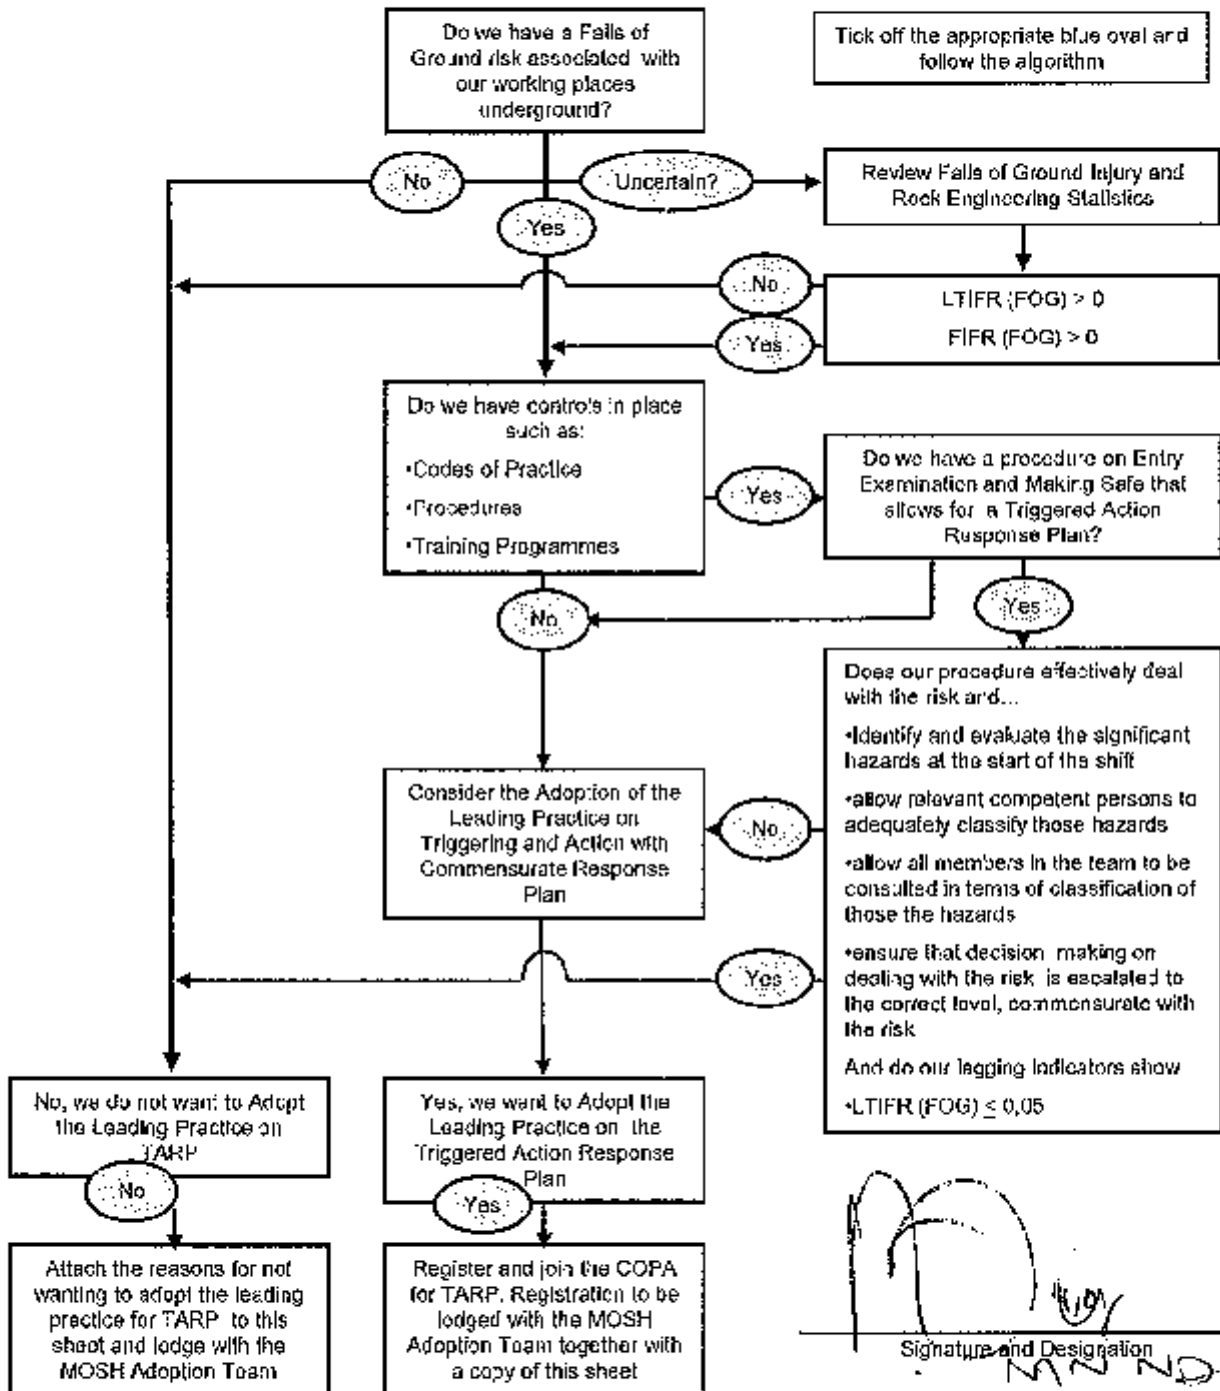 Do we have a Falls of
Ground risk associated with
our working places
underground?
Tick off the appropriate blue oval and
follow the algorithm
No
Uncertain?
Yes
Review Falls of Ground Injury and
Rock Engineering Statistics
No
LTIFR (FOG) > 0
FIFR (FOG) > 0
Yes
Do we have controls in place
such as:
•Codes of Practice
•Procedures
•Training Programmes
Yes
Do we have a procedure on Entry
Examination and Making Safe that
allows for a Triggered Action
Response Plan?
No
Yes
Does our procedure effectively deal
with the risk and...
•Identify and evaluate the significant
hazards at the start of the shift
•allow relevant competent persons to
adequately classify those hazards
•allow all members in the team to be
consulted in terms of classification of
those the hazards
•ensure that decision making on
dealing with the risk is escalated to
the correct level, commensurate with
the risk
And do our lagging indicators show
•LTIFR (FOG) ≤ 0,05
Consider the Adoption of the
Leading Practice on
Triggering and Action with
Commensurate Response
Plan
No
Yes
No, we do not want to Adopt
the Leading Practice on
TARP
No
Yes, we want to Adopt the
Leading Practice on the
Triggered Action Response
Plan
Yes
Attach the reasons for not
wanting to adopt the leading
practice for TARP to this
sheet and lodge with the
MOSH Adoption Team
Register and join the COPA
for TARP. Registration to be
lodged with the MOSH
Adoption Team together with
a copy of this sheet
Signature and Designation